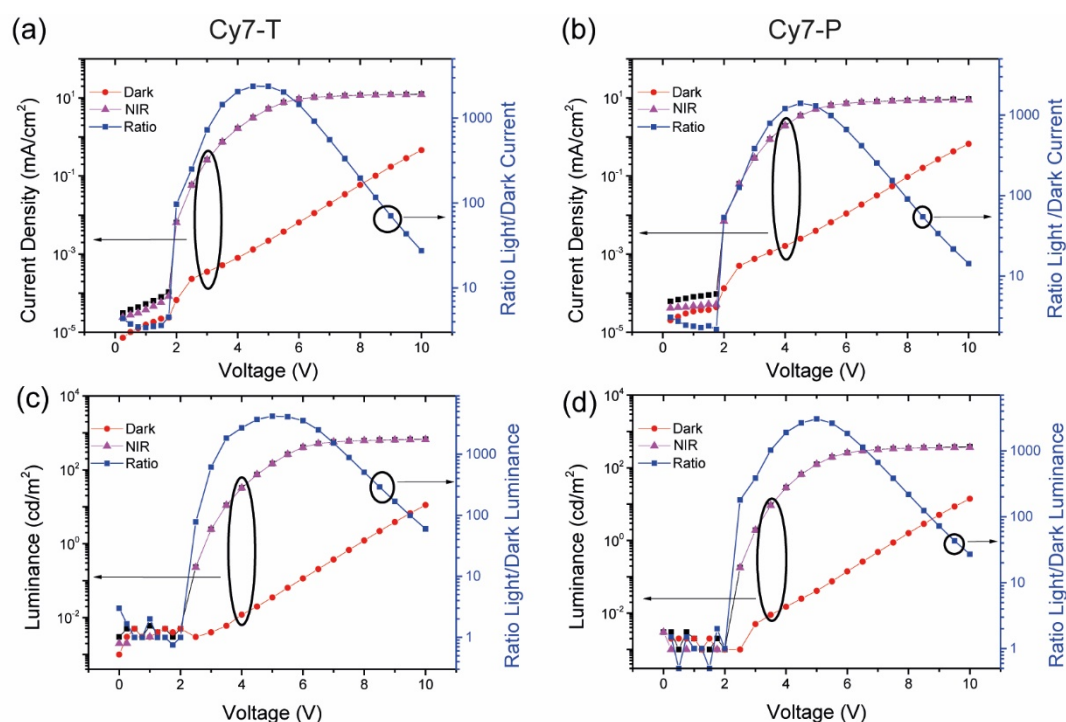 Cy7-T
Cy7-P
(a)
Current Density (mA/cm²)
10¹
10⁻¹
10⁻³
10⁻⁵
Dark
NIR
Ratio
1000
100
10
Ratio Light/Dark Current
0 2 4 6 8 10
Voltage (V)
(b)
Current Density (mA/cm²)
10¹
10⁻¹
10⁻³
10⁻⁵
Dark
NIR
Ratio
1000
100
10
Ratio Light /Dark Current
0 2 4 6 8 10
Voltage (V)
(c)
Luminance (cd/m²)
10⁴
10²
10⁰
10⁻²
10⁻⁴
Dark
NIR
Ratio
1000
100
10
1
Ratio Light/Dark Luminance
0 2 4 6 8 10
Voltage (V)
(d)
Luminance (cd/m²)
10⁴
10²
10⁰
10⁻²
10⁻⁴
Dark
NIR
Ratio
1000
100
10
1
Ratio Light/Dark Luminance
0 2 4 6 8 10
Voltage (V)